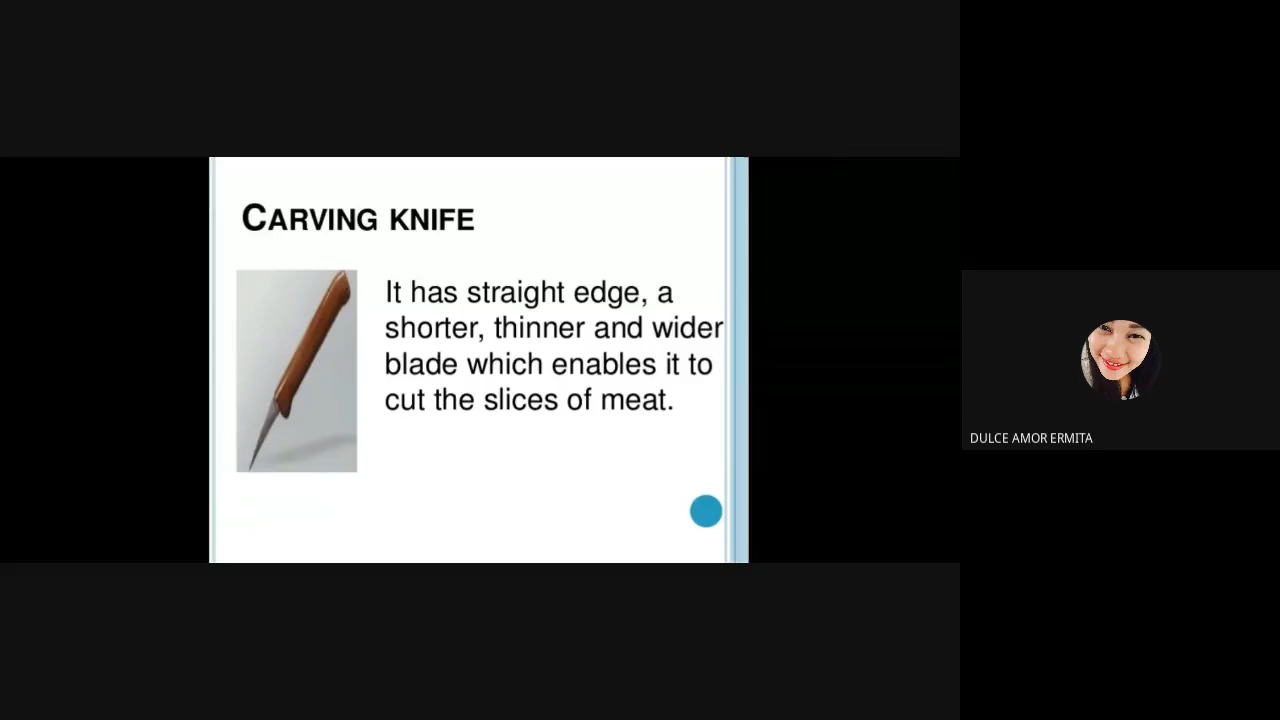 CARVING KNIFE
It has straight edge, a
shorter, thinner and wider
blade which enables it to
cut the slices of meat.
DULCE AMOR ERMITA